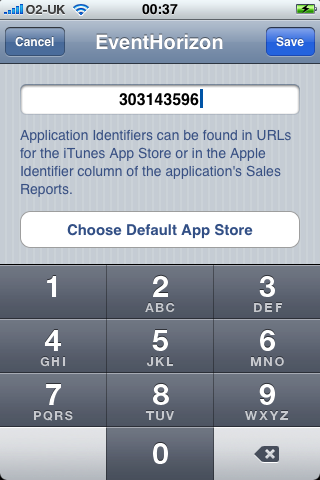 O2-UK 00:37
Cancel EventHorizon Save
303143596
Application Identifiers can be found in URLs
for the iTunes App Store or in the Apple
Identifier column of the application's Sales
Reports.
Choose Default App Store
1 2 3
ABC DEF
4 5 6
GHI JKL MNO
7 8 9
PQRS TUV WXYZ
0